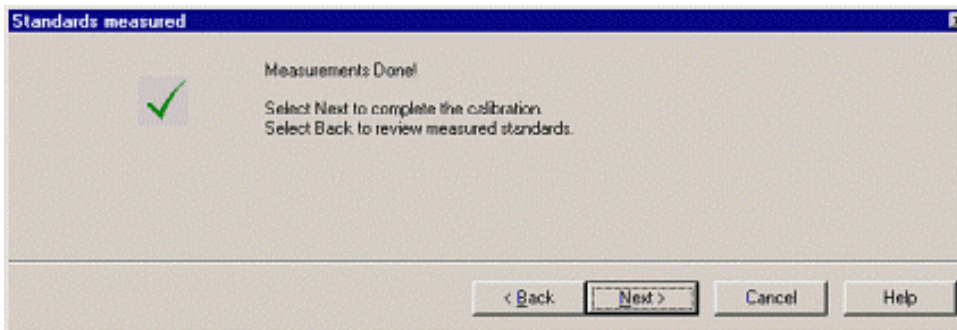 Standards measured
Measurements Done!
Select Next to complete the calibration.
Select Back to review measured standards.
< Back
Next >
Cancel
Help